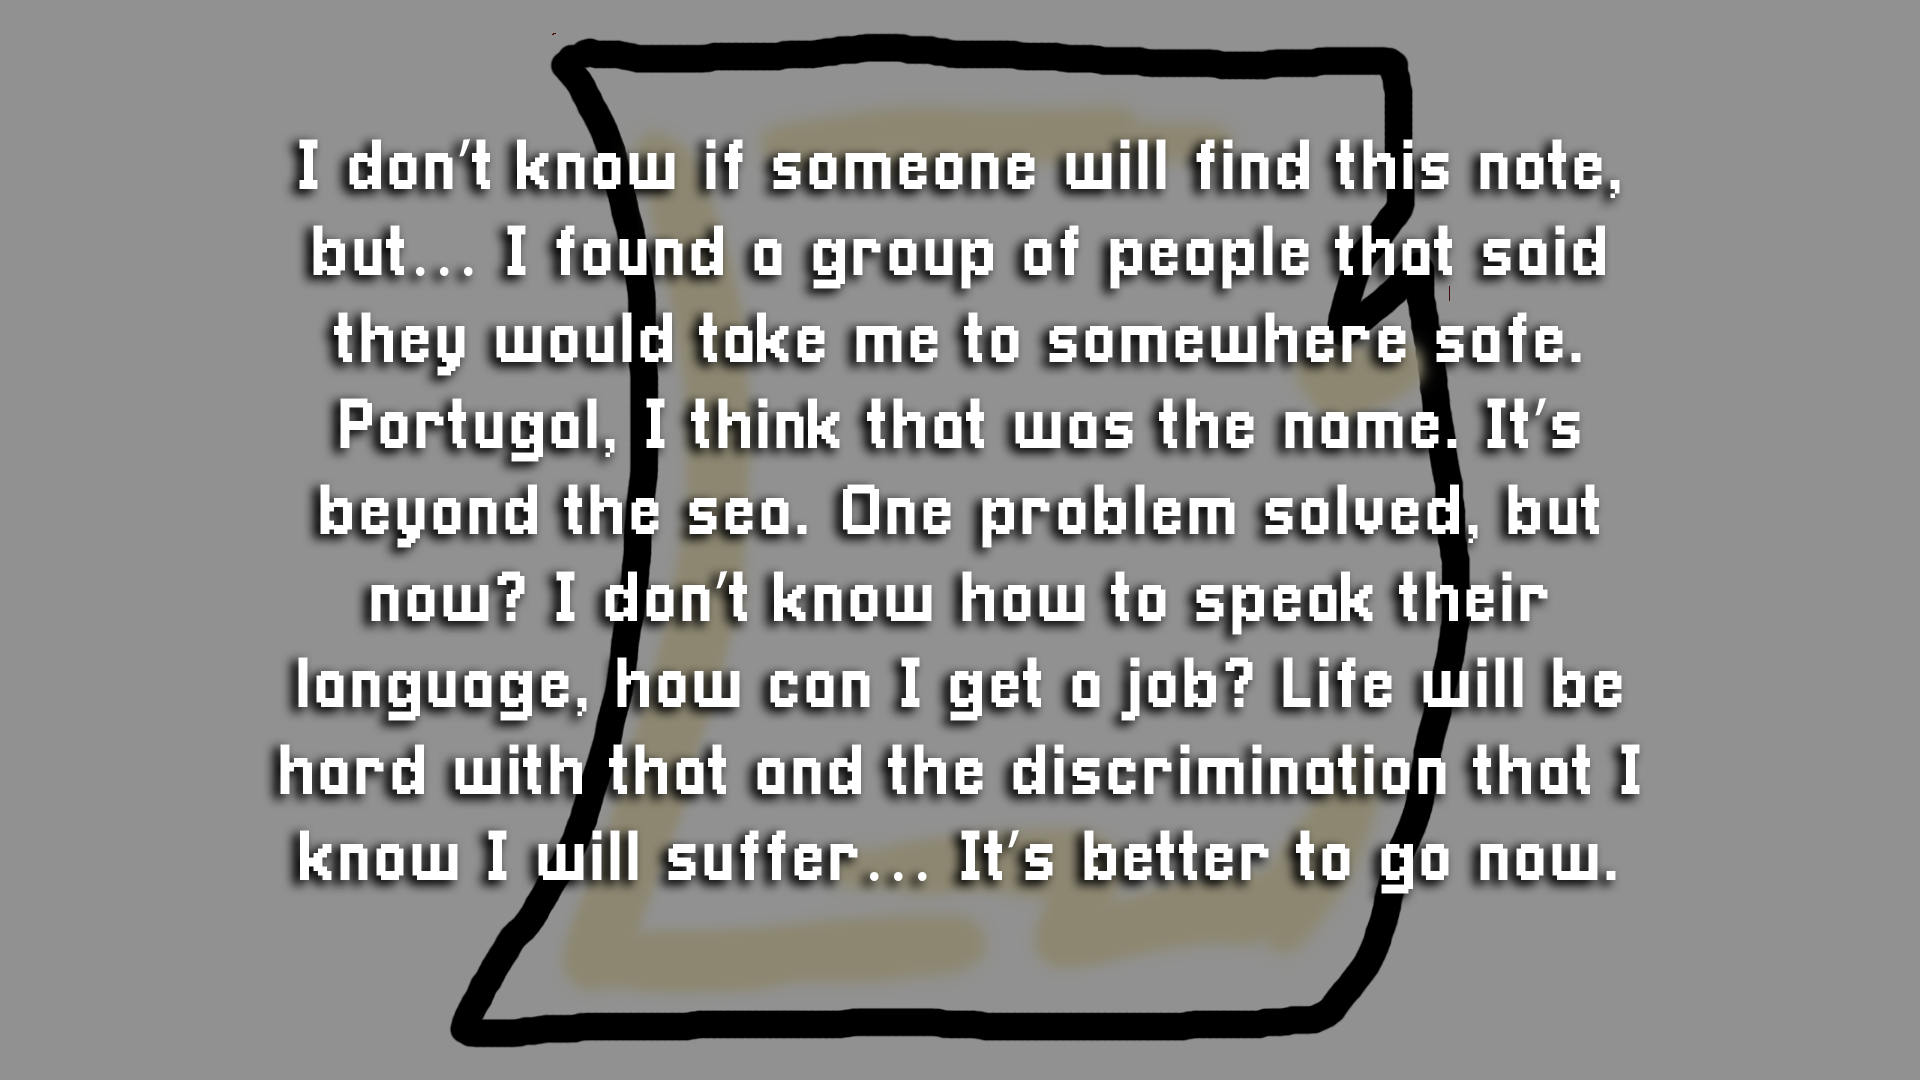 I don't know if someone will find this note,
but... I found a group of people that said
they would take me to somewhere safe.
Portugal, I think that was the name. It's
beyond the sea. One problem solved, but
now? I don't know how to speak their
language, how can I get a job? Life will be
hard with that and the discrimination that I
know I will suffer... It's better to go now.